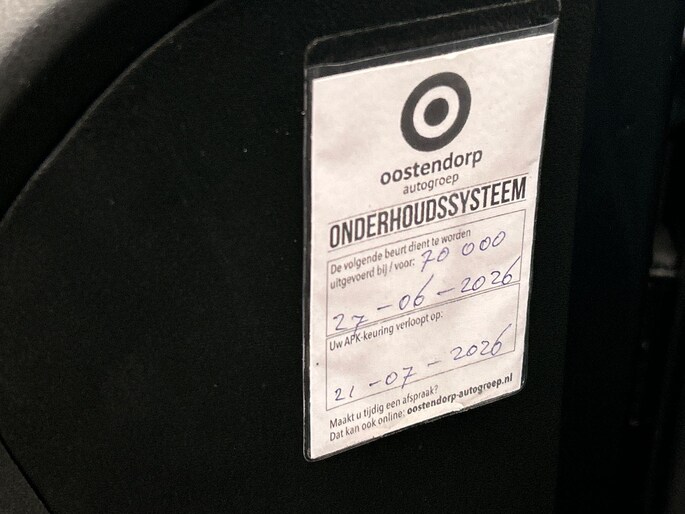 oostendorp
autogroep
ONDERHOUDSSYSTEEM
De volgende beurt dient te worden
uitgevoerd bij / voor: 70 000
27-06-2026
Uw APK-keuring verloopt op:
21-07-2026
Maakt u tijdig een afspraak?
Dat kan ook online: oostendorp-autogroep.nl